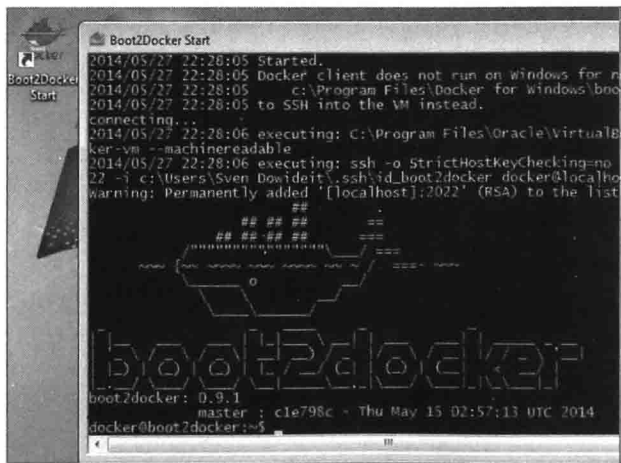 Boot2Docker
Start
Boot2Docker Start
2014/05/27 22:28:05 Started.
2014/05/27 22:28:05 Docker client does not run on Windows for n
2014/05/27 22:28:05      c:\Program Files\Docker for Windows\boo
2014/05/27 22:28:05 to SSH into the VM instead.
connecting...
2014/05/27 22:28:06 executing: C:\Program Files\Oracle\VirtualB
ker-vm --machinereadable
2014/05/27 22:28:06 executing: ssh -o StrictHostKeyChecking=no
22 -i c:\Users\Sven Dowideit\.ssh\id_boot2docker docker@localho
Warning: Permanently added '[localhost]:2022' (RSA) to the list
boot2docker
boot2docker: 0.9.1
master : c1e798c - Thu May 15 02:57:13 UTC 2014
docker@boot2docker:~$